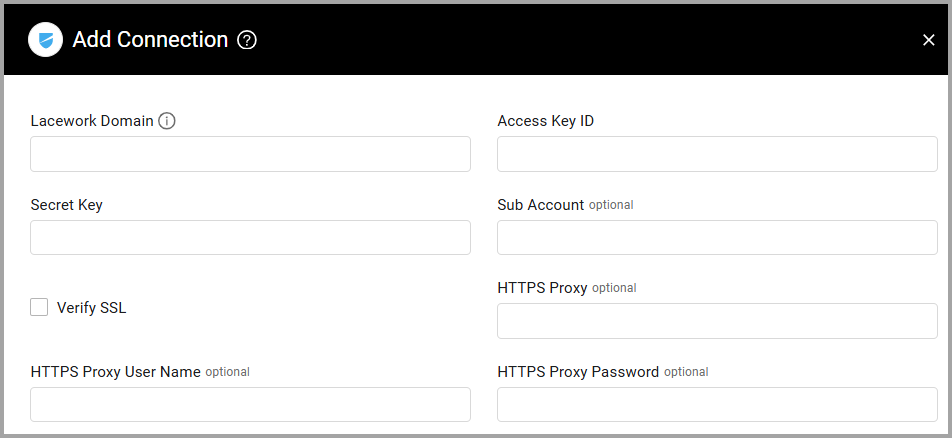 Add Connection
Lacework Domain
Access Key ID
Secret Key
Sub Account optional
Verify SSL
HTTPS Proxy optional
HTTPS Proxy User Name optional
HTTPS Proxy Password optional